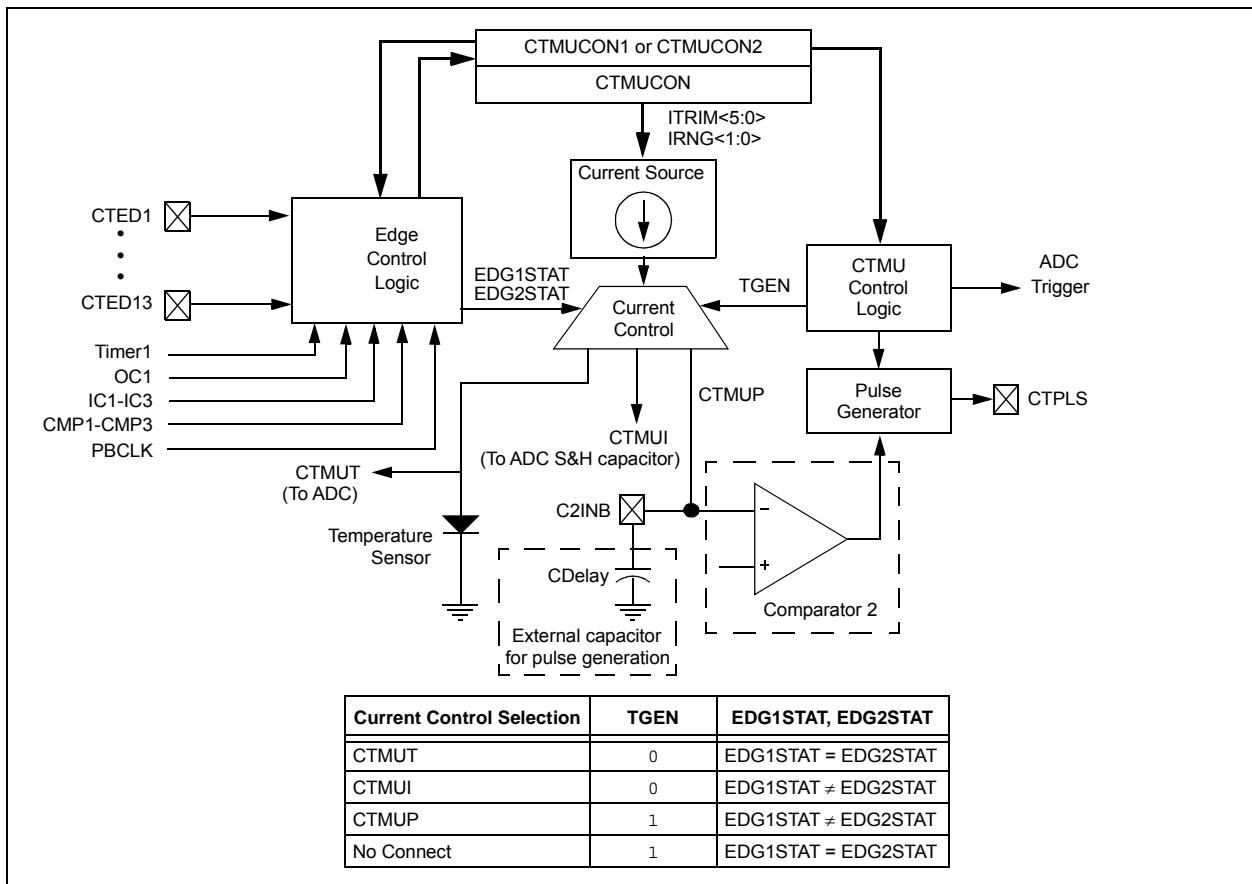 CTMUCON1 or CTMUCON2
CTMUCON
ITRIM<5:0>
IRNG<1:0>
Current Source
CTED1
CTED13
Edge
Control
Logic
EDG1STAT
EDG2STAT
Current
Control
TGEN
CTMU
Control
Logic
ADC
Trigger
Timer1
OC1
IC1-IC3
CMP1-CMP3
PBCLK
CTMUP
Pulse
Generator
CTPLS
CTMUT
(To ADC)
CTMUI
(To ADC S&H capacitor)
C2INB
Temperature
Sensor
CDelay
External capacitor
for pulse generation
−
+
Comparator 2
Current Control Selection TGEN EDG1STAT, EDG2STAT
CTMUT 0 EDG1STAT = EDG2STAT
CTMUI 0 EDG1STAT ≠ EDG2STAT
CTMUP 1 EDG1STAT ≠ EDG2STAT
No Connect 1 EDG1STAT = EDG2STAT